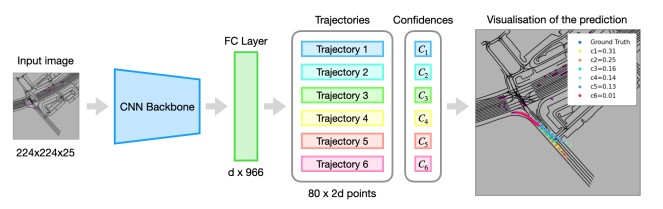 Input image
224x224x25
CNN Backbone
FC Layer
d x 966
Trajectories
Trajectory 1
Trajectory 2
Trajectory 3
Trajectory 4
Trajectory 5
Trajectory 6
80 x 2d points
Confidences
C1
C2
C3
C4
C5
C6
Visualisation of the prediction
Ground Truth
c1=0.31
c2=0.25
c3=0.16
c4=0.14
c5=0.13
c6=0.01